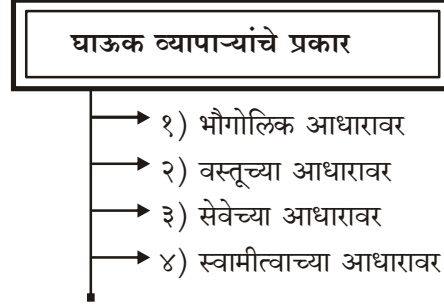 घाऊक व्यापाऱ्यांचे प्रकार
१) भौगोलिक आधारावर
२) वस्तूच्या आधारावर
३) सेवेच्या आधारावर
४) स्वामीत्वाच्या आधारावर